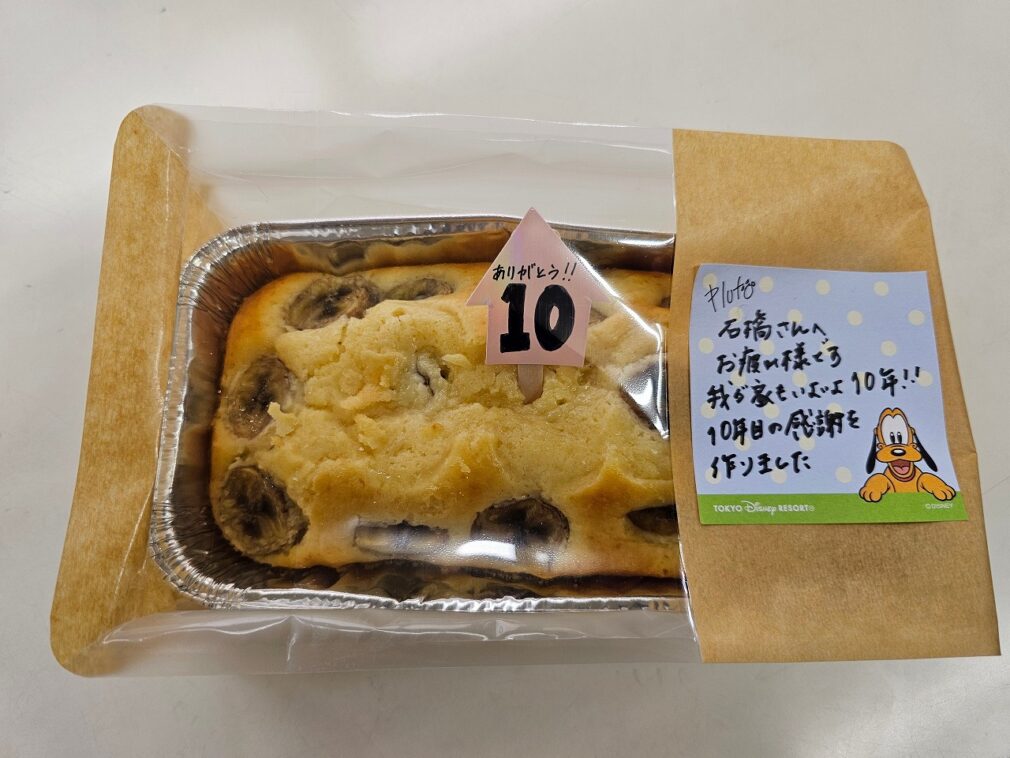 ありがとう!!
10
Pluto
石橋さんへ
お疲れ様です
我が家もいよいよ10年!!
10年目の感謝を
作りました
TOKYO Disney RESORT®
©DISNEY